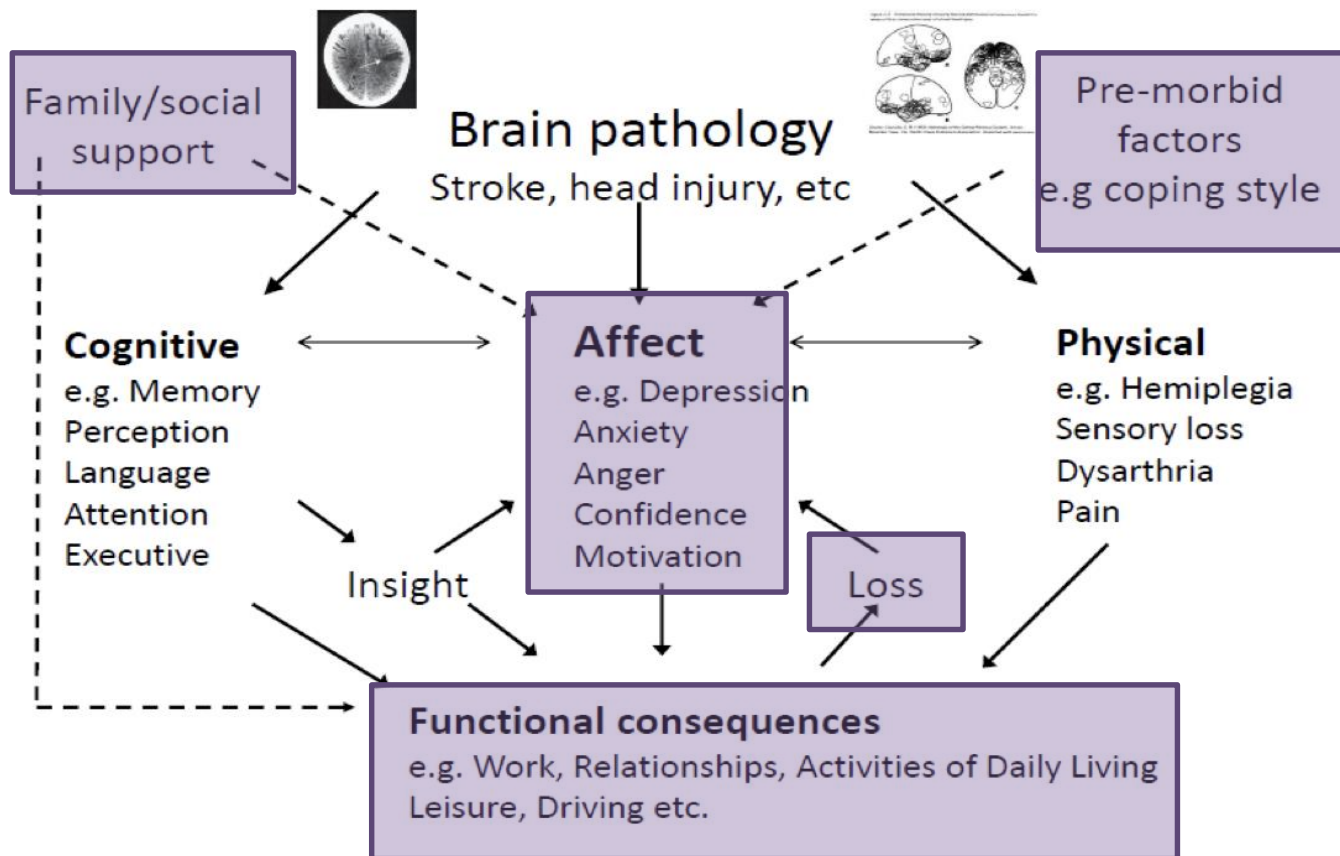 Family/social
support
Brain pathology
Stroke, head injury, etc
Pre-morbid
factors
e.g coping style
Cognitive
e.g. Memory
Perception
Language
Attention
Executive
Affect
e.g. Depression
Anxiety
Anger
Confidence
Motivation
Physical
e.g. Hemiplegia
Sensory loss
Dysarthria
Pain
Insight
Loss
Functional consequences
e.g. Work, Relationships, Activities of Daily Living
Leisure, Driving etc.